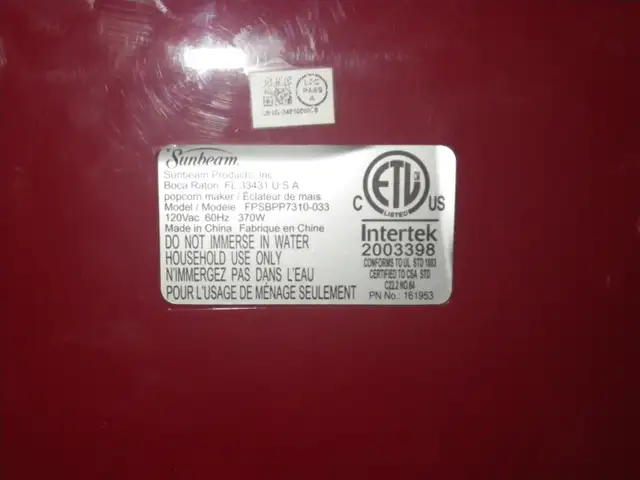 LOC
PASS
A
Sunbeam
Sunbeam Products, Inc.
Boca Raton, FL 33431 U S A
popcorn maker / Éclateur de maïs
Model / Modèle FPSBPP7310-033
120Vac 60Hz 370W
Made in China Fabrique en Chine
DO NOT IMMERSE IN WATER
HOUSEHOLD USE ONLY
N'IMMERGEZ PAS DANS L'EAU
POUR L'USAGE DE MÉNAGE SEULEMENT
ETL
LISTED
C US
Intertek
2003398
CONFORMS TO UL STD 1083
CERTIFIED TO CSA STD
C22.2 NO.64
PN No.: 161953